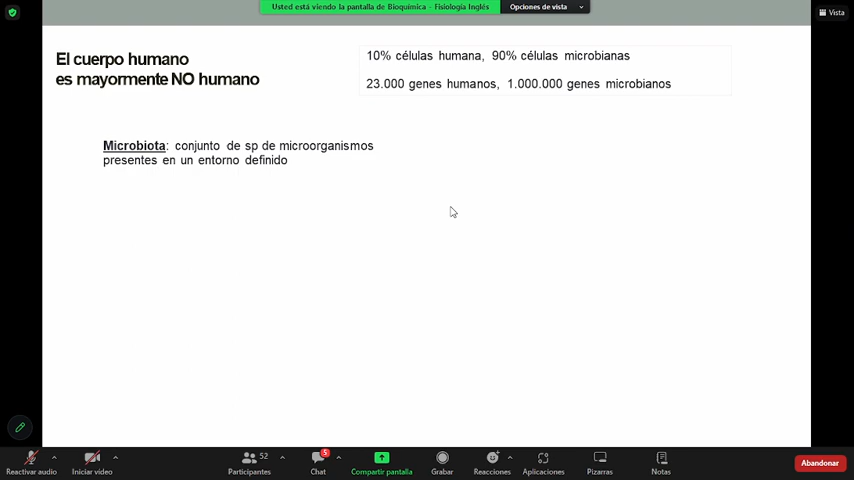 Usted está viendo la pantalla de Bioquímica - Fisiología Inglés
Opciones de vista
Vista
El cuerpo humano
es mayormente NO humano
10% células humana, 90% células microbianas
23.000 genes humanos, 1.000.000 genes microbianos
Microbiota: conjunto de sp de microorganismos
presentes en un entorno definido
Reactivar audio
Iniciar video
52
Participantes
5
Chat
Compartir pantalla
Grabar
Reacciones
Aplicaciones
Pizarras
Notas
Abandonar